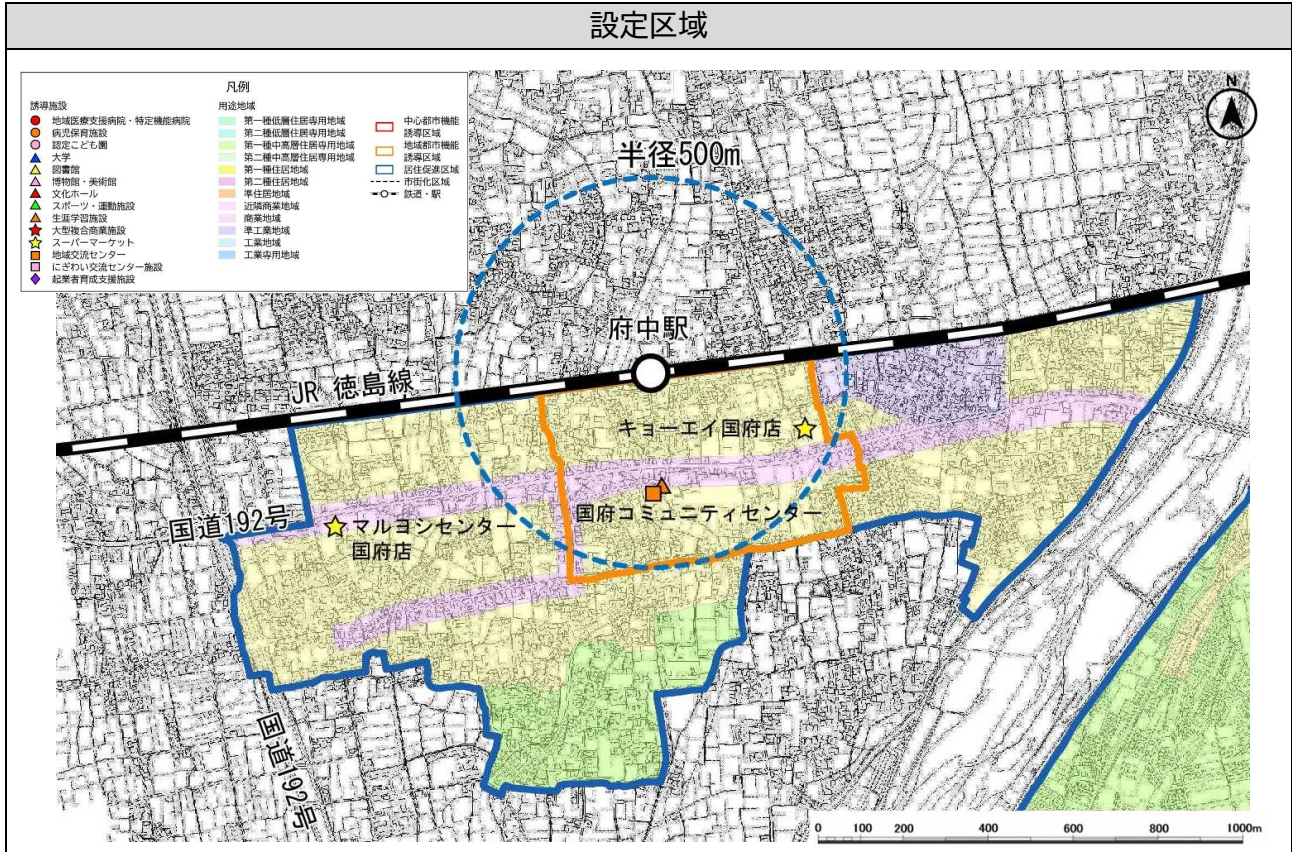 設定区域
凡例
誘導施設
地域医療支援病院・特定機能病院
病児保育施設
認定こども園
大学
図書館
博物館・美術館
文化ホール
スポーツ・運動施設
生涯学習施設
大型複合商業施設
スーパーマーケット
地域交流センター
にぎわい交流センター施設
起業者育成支援施設
用途地域
第一種低層住居専用地域
第二種低層住居専用地域
第一種中高層住居専用地域
第二種中高層住居専用地域
第一種住居地域
第二種住居地域
準住居地域
近隣商業地域
商業地域
準工業地域
工業地域
工業専用地域
中心都市機能
誘導区域
地域都市機能
誘導区域
居住促進区域
市街化区域
鉄道・駅
N
半径500m
府中駅
JR 徳島線
キョーエイ国府店
国道192号
マルヨシセンター
国府店
国府コミュニティセンター
国道192号
0 100 200 400 600 800 1000m